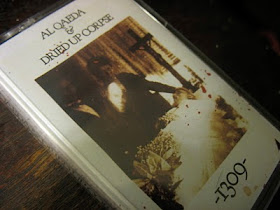 AL QAEDA
&
DRIED UP CORPSE
-1309-